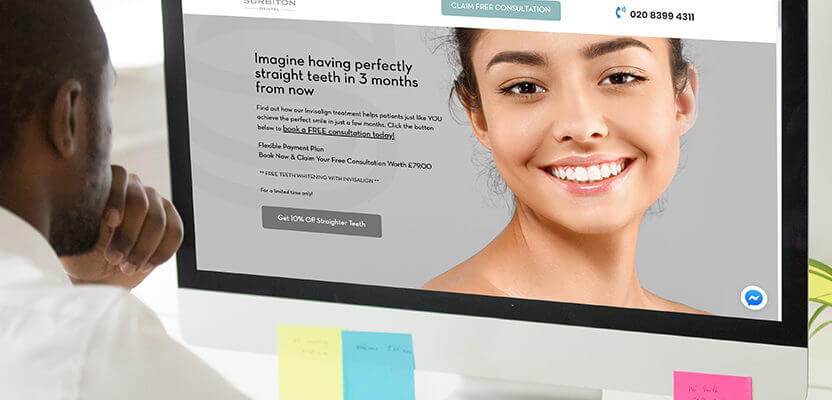 SURBITON
DENTAL
CLAIM FREE CONSULTATION
020 8399 4311
Imagine having perfectly
straight teeth in 3 months
from now
Find out how our Invisalign treatment helps patients just like YOU
achieve the perfect smile in just a few months. Click the button
below to book a FREE consultation today!
Flexible Payment Plan
Book Now & Claim Your Free Consultation Worth £79.00
** FREE TEETH WHITENING WITH INVISALIGN **
For a limited time only!
Get 10% Off Straighter Teeth